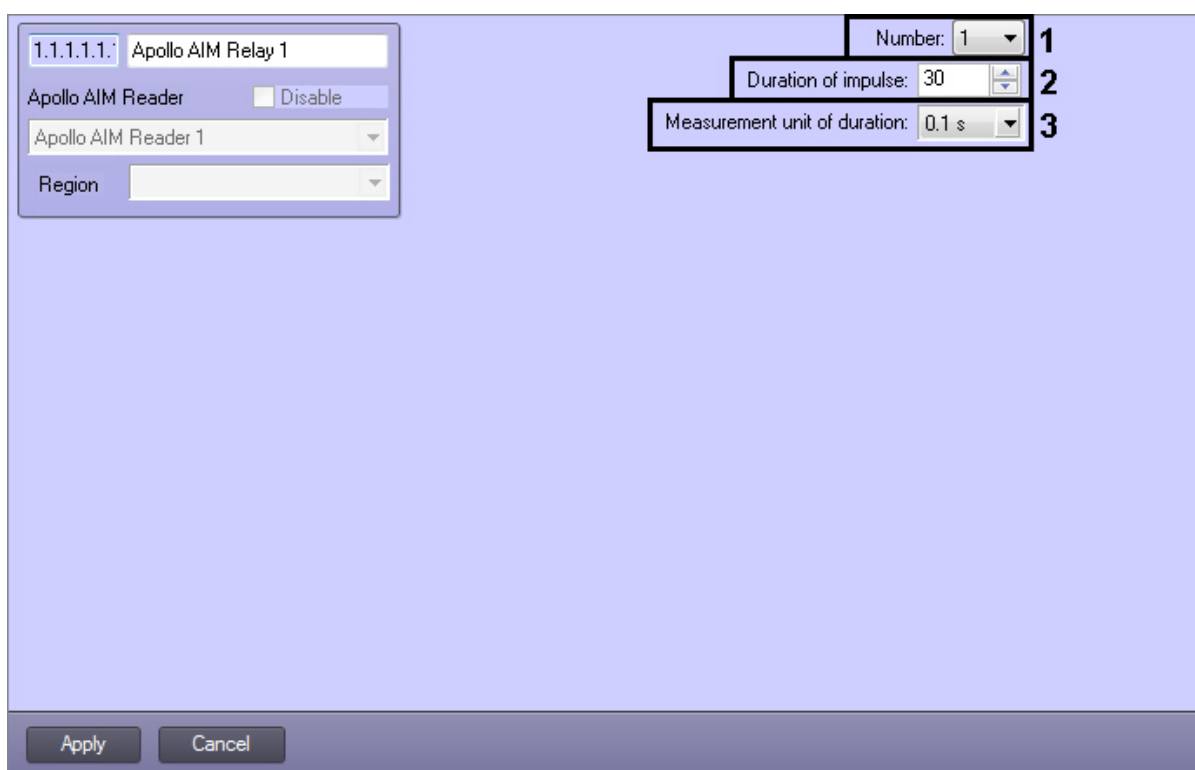 1.1.1.1.1.1 Apollo AIM Relay 1
Apollo AIM Reader Disable
Apollo AIM Reader 1
Region
Number: 1 1
Duration of impulse: 30 2
Measurement unit of duration: 0.1 s 3
Apply Cancel